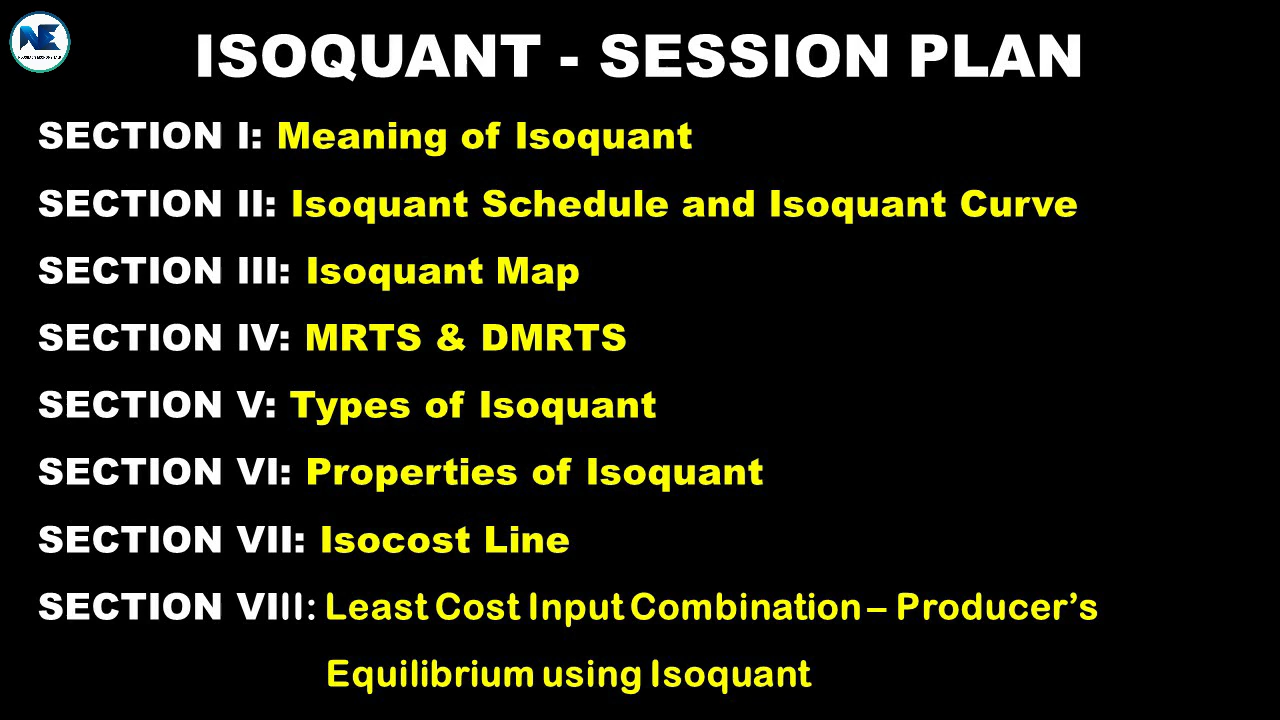 NE
ISOQUANT - SESSION PLAN
SECTION I: Meaning of Isoquant
SECTION II: Isoquant Schedule and Isoquant Curve
SECTION III: Isoquant Map
SECTION IV: MRTS & DMRTS
SECTION V: Types of Isoquant
SECTION VI: Properties of Isoquant
SECTION VII: Isocost Line
SECTION VIII: Least Cost Input Combination – Producer’s
Equilibrium using Isoquant